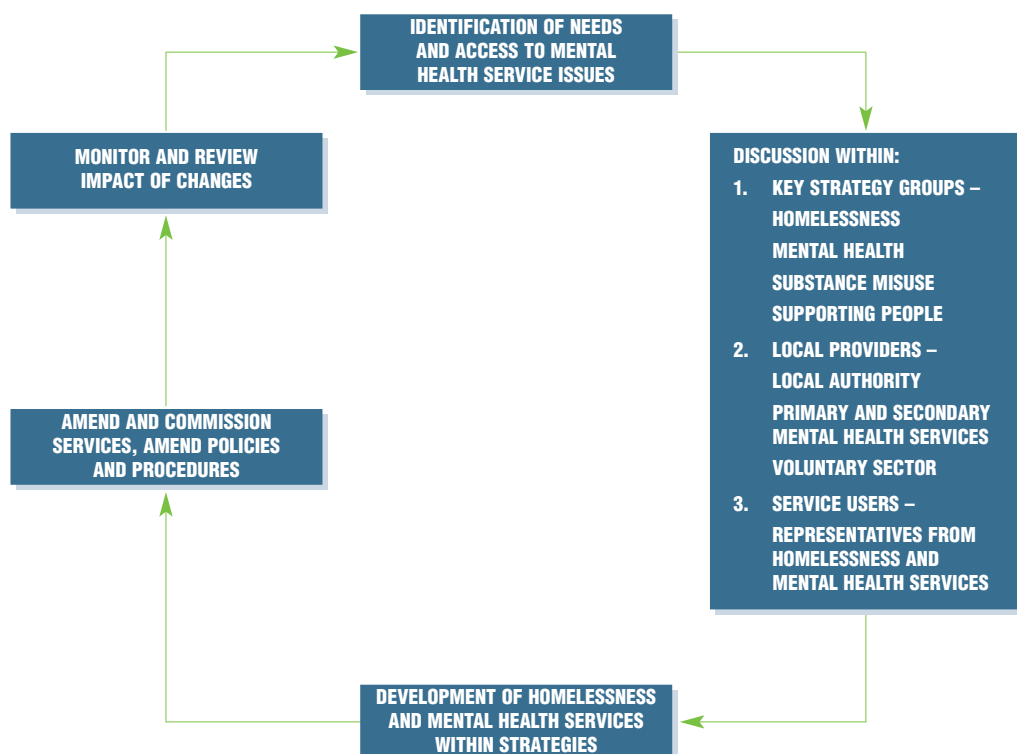 IDENTIFICATION OF NEEDS
AND ACCESS TO MENTAL
HEALTH SERVICE ISSUES
MONITOR AND REVIEW
IMPACT OF CHANGES
DISCUSSION WITHIN:
1. KEY STRATEGY GROUPS –
HOMELESSNESS
MENTAL HEALTH
SUBSTANCE MISUSE
SUPPORTING PEOPLE
2. LOCAL PROVIDERS –
LOCAL AUTHORITY
PRIMARY AND SECONDARY
MENTAL HEALTH SERVICES
VOLUNTARY SECTOR
3. SERVICE USERS –
REPRESENTATIVES FROM
HOMELESSNESS AND
MENTAL HEALTH SERVICES
AMEND AND COMMISSION
SERVICES, AMEND POLICIES
AND PROCEDURES
DEVELOPMENT OF HOMELESSNESS
AND MENTAL HEALTH SERVICES
WITHIN STRATEGIES